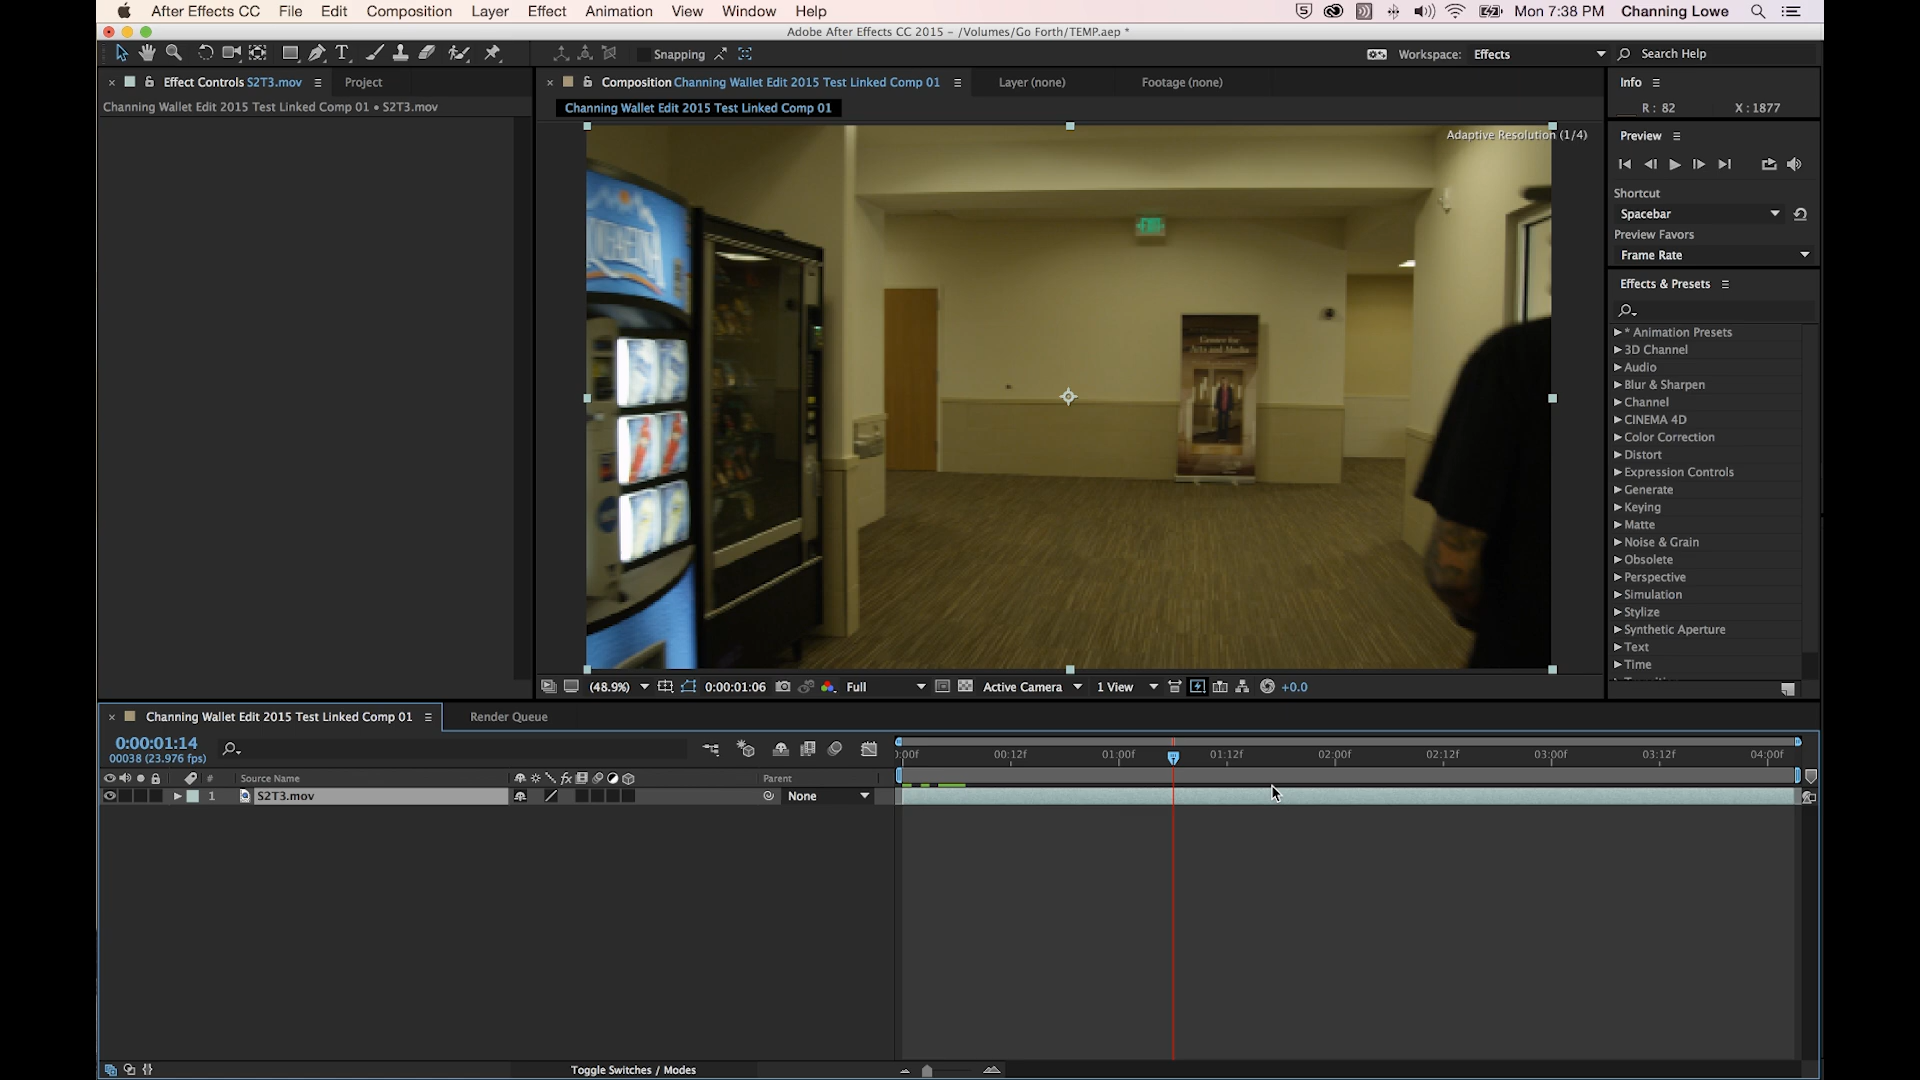 After Effects CC File Edit Composition Layer Effect Animation View Window Help Mon 7:38 PM Channing Lowe
Adobe After Effects CC 2015 - /Volumes/Go Forth/TEMP.aep *
Snapping Workspace: Effects Search Help
Effect Controls S2T3.mov Project
Channing Wallet Edit 2015 Test Linked Comp 01 • S2T3.mov
Composition Channing Wallet Edit 2015 Test Linked Comp 01 Layer (none) Footage (none)
Channing Wallet Edit 2015 Test Linked Comp 01
Adaptive Resolution (1/4)
Center for
Arts and Media
(48.9%) 0:00:01:06 Full Active Camera 1 View +0.0
Info
R: 82 X: 1877
Preview
Shortcut
Spacebar
Preview Favors
Frame Rate
Effects & Presets
* Animation Presets
3D Channel
Audio
Blur & Sharpen
Channel
CINEMA 4D
Color Correction
Distort
Expression Controls
Generate
Keying
Matte
Noise & Grain
Obsolete
Perspective
Simulation
Stylize
Synthetic Aperture
Text
Time
Channing Wallet Edit 2015 Test Linked Comp 01 Render Queue
0:00:01:14
00038 (23.976 fps)
:00f 00:12f 01:00f 01:12f 02:00f 02:12f 03:00f 03:12f 04:00f
# Source Name Parent
1 S2T3.mov None
Toggle Switches / Modes